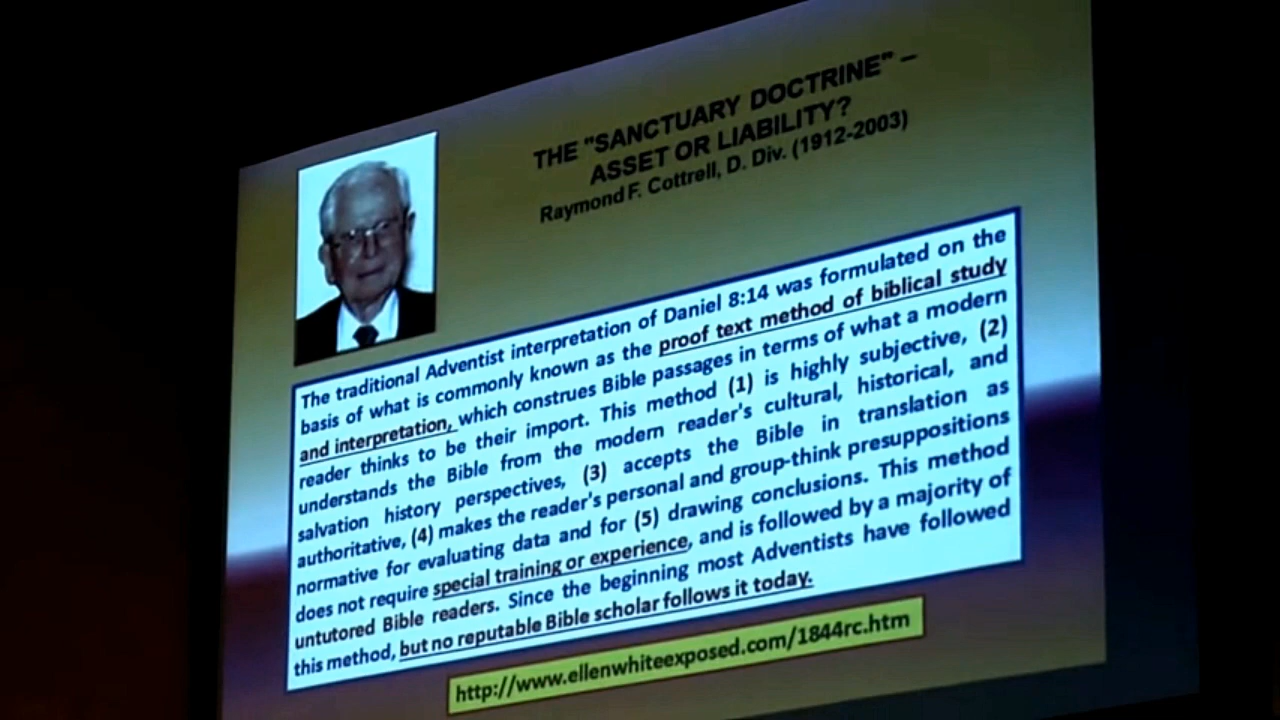 THE "SANCTUARY DOCTRINE" –
ASSET OR LIABILITY?
Raymond F. Cottrell, D. Div. (1912-2003)
The traditional Adventist interpretation of Daniel 8:14 was formulated on the
basis of what is commonly known as the proof text method of biblical study
and interpretation, which construes Bible passages in terms of what a modern
reader thinks to be their import. This method (1) is highly subjective, (2)
understands the Bible from the modern reader's cultural, historical, and
salvation history perspectives, (3) accepts the Bible in translation as
authoritative, (4) makes the reader's personal and group-think presuppositions
normative for evaluating data and for (5) drawing conclusions. This method
does not require special training or experience, and is followed by a majority of
untutored Bible readers. Since the beginning most Adventists have followed
this method, but no reputable Bible scholar follows it today.
http://www.ellenwhiteexposed.com/1844rc.htm